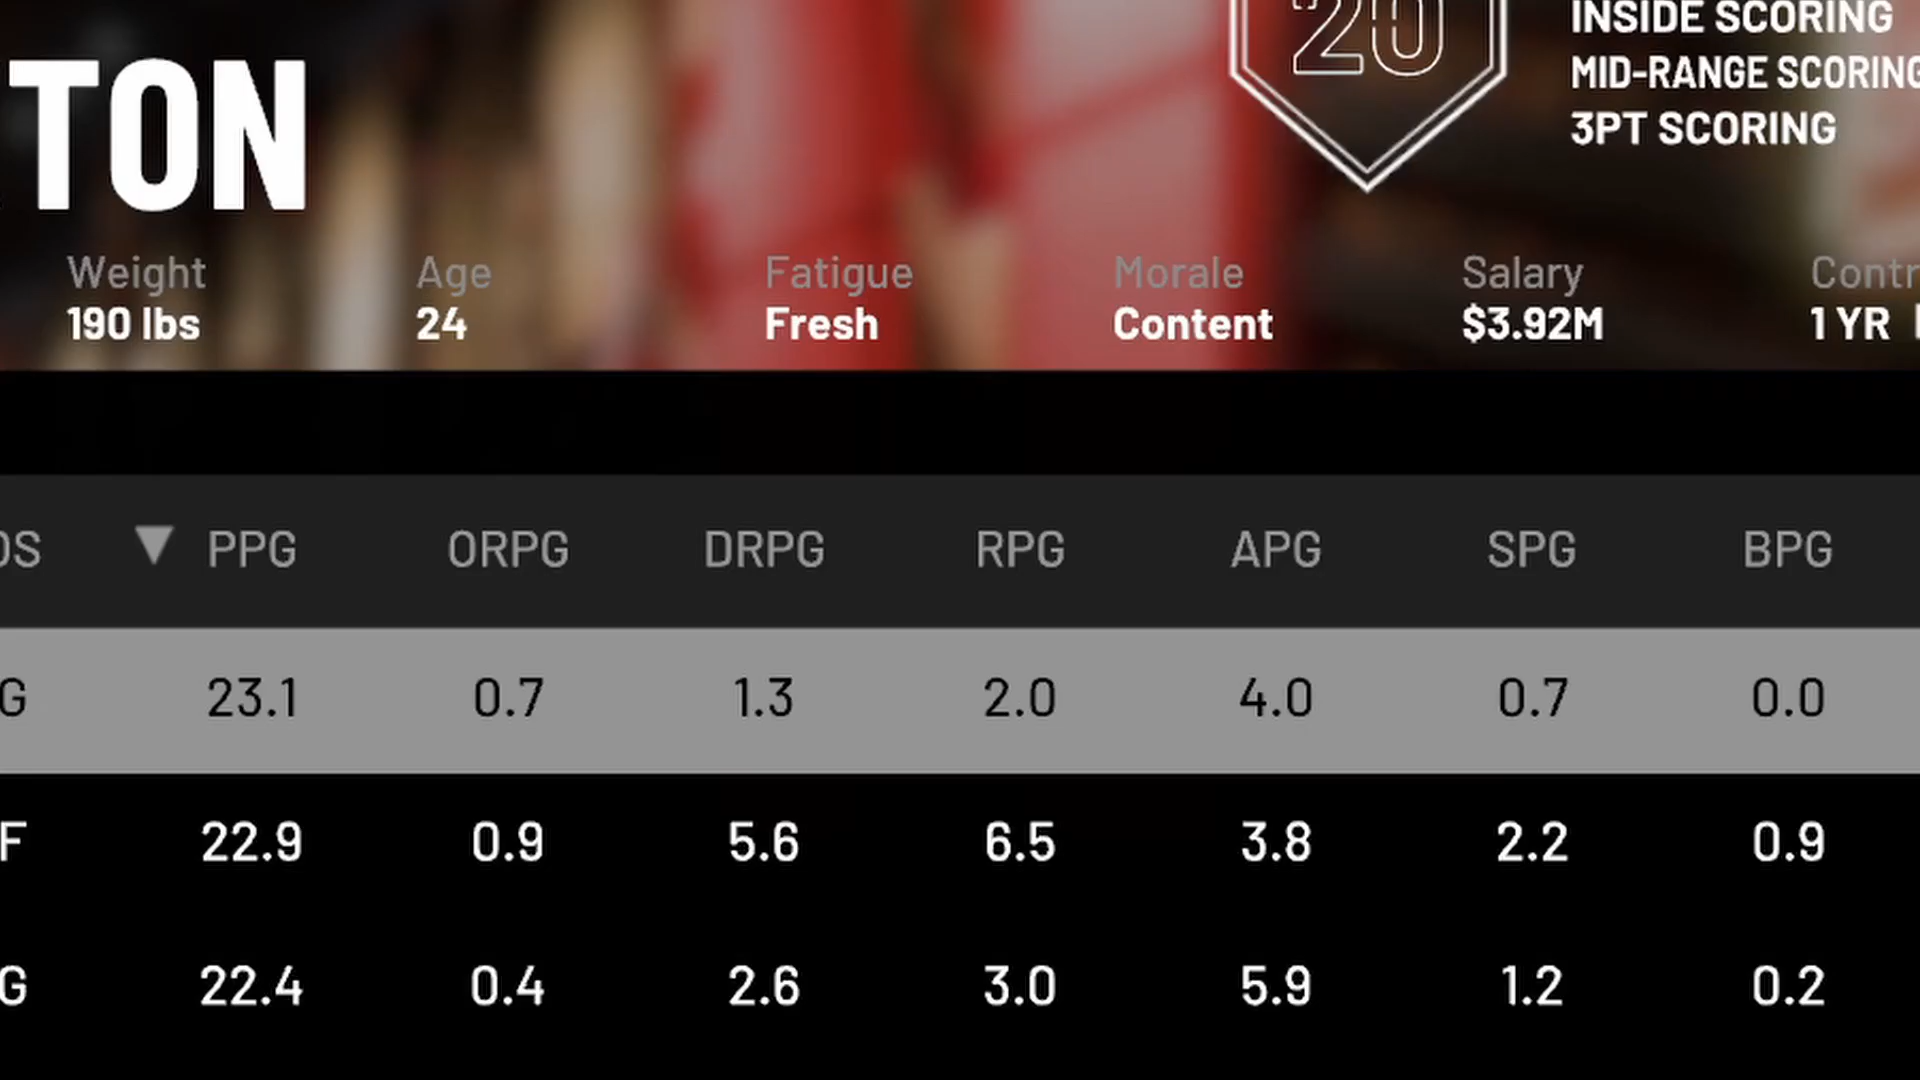 20
INSIDE SCORING
MID-RANGE SCORING
3PT SCORING
TON
Weight Age Fatigue Morale Salary Contr
190 lbs 24 Fresh Content $3.92M 1 YR
OS ▼ PPG ORPG DRPG RPG APG SPG BPG
G 23.1 0.7 1.3 2.0 4.0 0.7 0.0
F 22.9 0.9 5.6 6.5 3.8 2.2 0.9
G 22.4 0.4 2.6 3.0 5.9 1.2 0.2